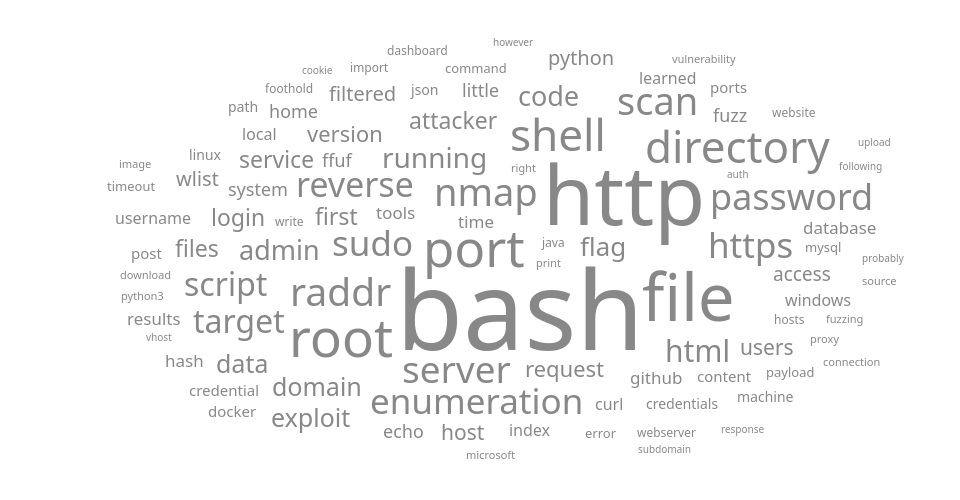 however
dashboard
python
vulnerability
cookie
import
command
learned
foothold
filtered
json
little
code
scan
ports
path
home
attacker
fuzz
website
local
version
shell
directory
upload
image
linux
service
ffuf
running
right
http
auth
following
timeout
wlist
system
reverse
nmap
password
username
login
write
first
tools
time
database
post
files
admin
sudo
port
java
flag
https
mysql
print
probably
download
script
raddr
bash
file
access
source
python3
windows
results
target
root
hosts
fuzzing
vhost
html
users
proxy
hash
data
server
request
github
content
payload
connection
credential
domain
enumeration
curl
credentials
machine
docker
exploit
echo
host
index
error
webserver
response
subdomain
microsoft